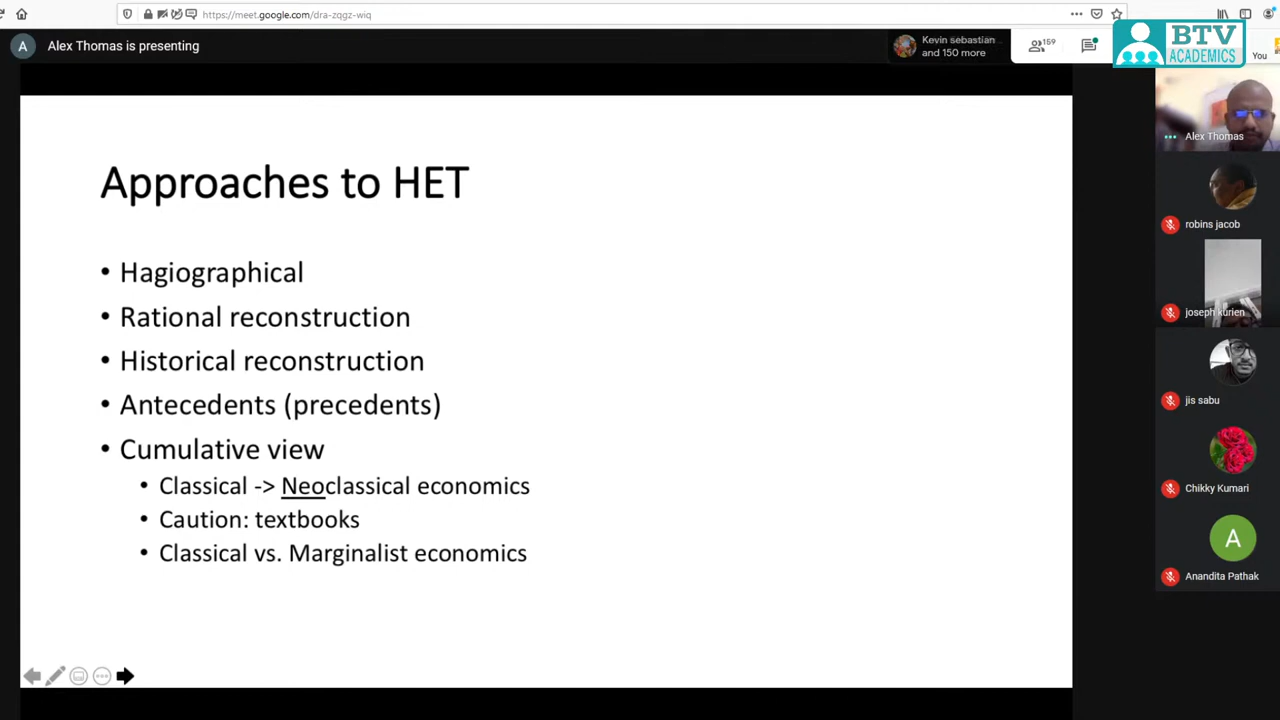 https://meet.google.com/dra-zqgz-wiq
A
Alex Thomas is presenting
Kevin sebastian
and 150 more
159
BTV
ACADEMICS
You
Approaches to HET
• Hagiographical
• Rational reconstruction
• Historical reconstruction
• Antecedents (precedents)
• Cumulative view
• Classical -> Neoclassical economics
• Caution: textbooks
• Classical vs. Marginalist economics
Alex Thomas
robins jacob
joseph kurien
jis sabu
Chikky Kumari
A
Anandita Pathak